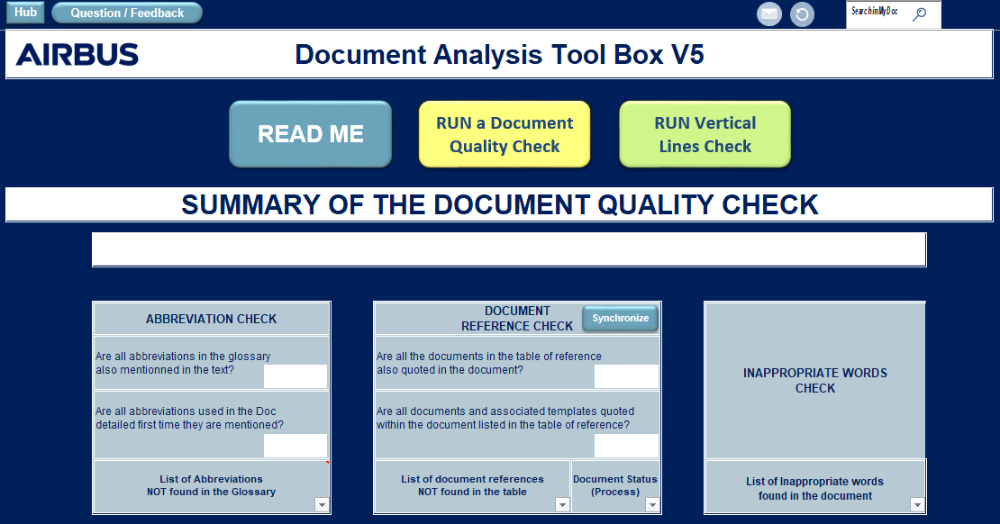 Hub
Question / Feedback
SearchinMyDoc
AIRBUS
Document Analysis Tool Box V5
READ ME
RUN a Document
Quality Check
RUN Vertical
Lines Check
SUMMARY OF THE DOCUMENT QUALITY CHECK
ABBREVIATION CHECK
Are all abbreviations in the glossary
also mentionned in the text?
Are all abbreviations used in the Doc
detailed first time they are mentioned?
List of Abbreviations
NOT found in the Glossary
DOCUMENT
REFERENCE CHECK
Synchronize
Are all the documents in the table of reference
also quoted in the document?
Are all documents and associated templates quoted
within the document listed in the table of reference?
List of document references
NOT found in the table
Document Status
(Process)
INAPPROPRIATE WORDS
CHECK
List of Inappropriate words
found in the document